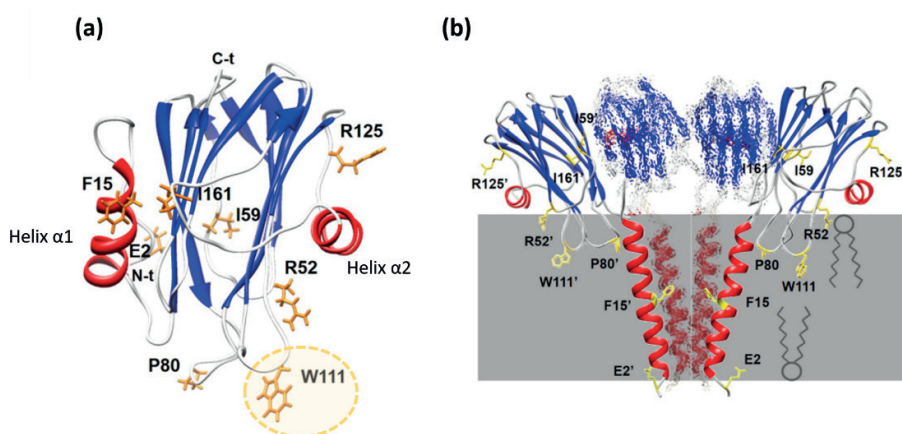 (a)
C-t
R125
F15
I161
I59
E2
Helix α1
N-t
Helix α2
R52
P80
W111
(b)
I59'
R125'
I161'
I161
I59
R125
R52'
R52
P80'
P80
W111'
W111
F15'
F15
E2'
E2